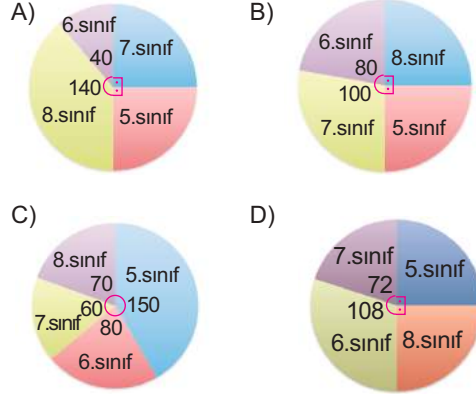 A)
6.sınıf
7.sınıf
40
140
8.sınıf
5.sınıf
B)
6.sınıf
8.sınıf
80
100
7.sınıf
5.sınıf
C)
8.sınıf
5.sınıf
70
60
150
7.sınıf
80
6.sınıf
D)
7.sınıf
5.sınıf
72
108
6.sınıf
8.sınıf